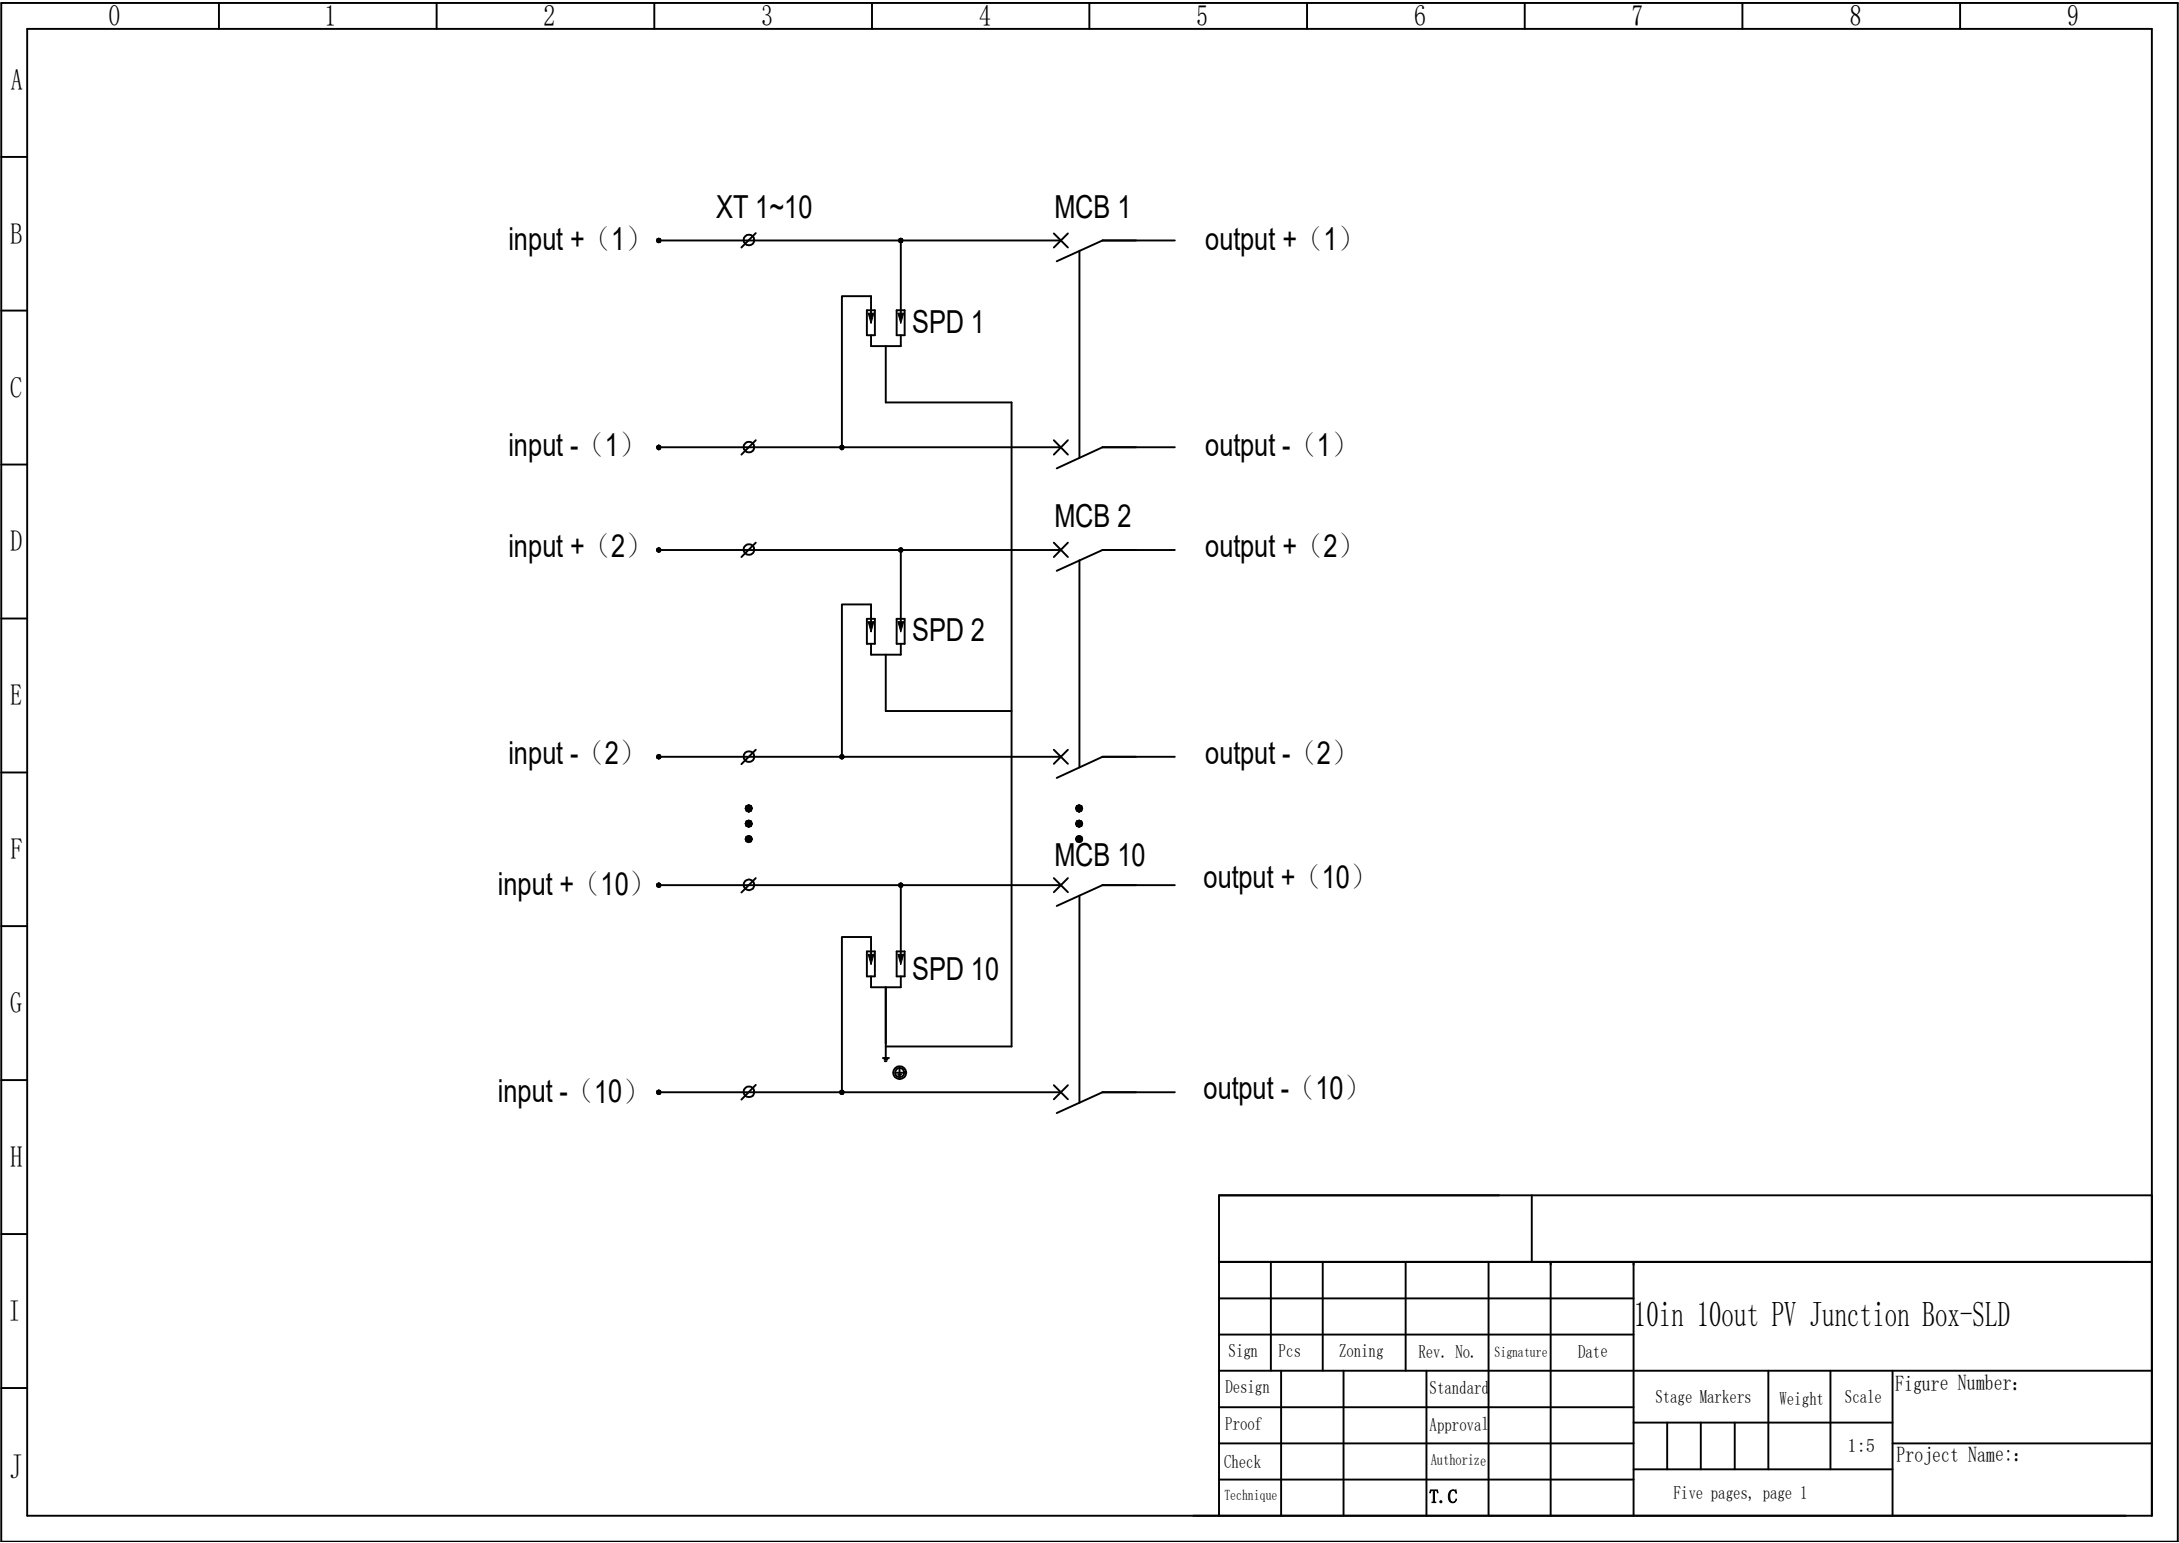 0 1 2 3 4 5 6 7 8 9
A
B
C
D
E
F
G
H
I
J
XT 1~10 MCB 1
input +（1） output +（1）
SPD 1
input -（1） output -（1）
MCB 2
input +（2） output +（2）
SPD 2
input -（2） output -（2）
MCB 10
input +（10） output +（10）
SPD 10
input -（10） output -（10）
10in 10out PV Junction Box-SLD
Sign Pcs Zoning Rev. No. Signature Date
Design Standard
Proof Approval
Check Authorize
Technique T.C
Stage Markers Weight Scale
1:5
Five pages, page 1
Figure Number:
Project Name::